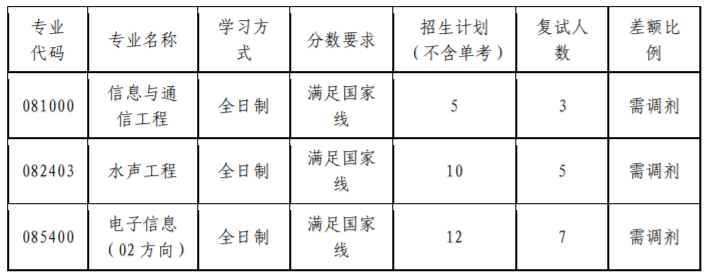 专业代码 专业名称 学习方式 分数要求 招生计划（不含单考） 复试人数 差额比例
081000 信息与通信工程 全日制 满足国家线 5 3 需调剂
082403 水声工程 全日制 满足国家线 10 5 需调剂
085400 电子信息（02方向） 全日制 满足国家线 12 7 需调剂